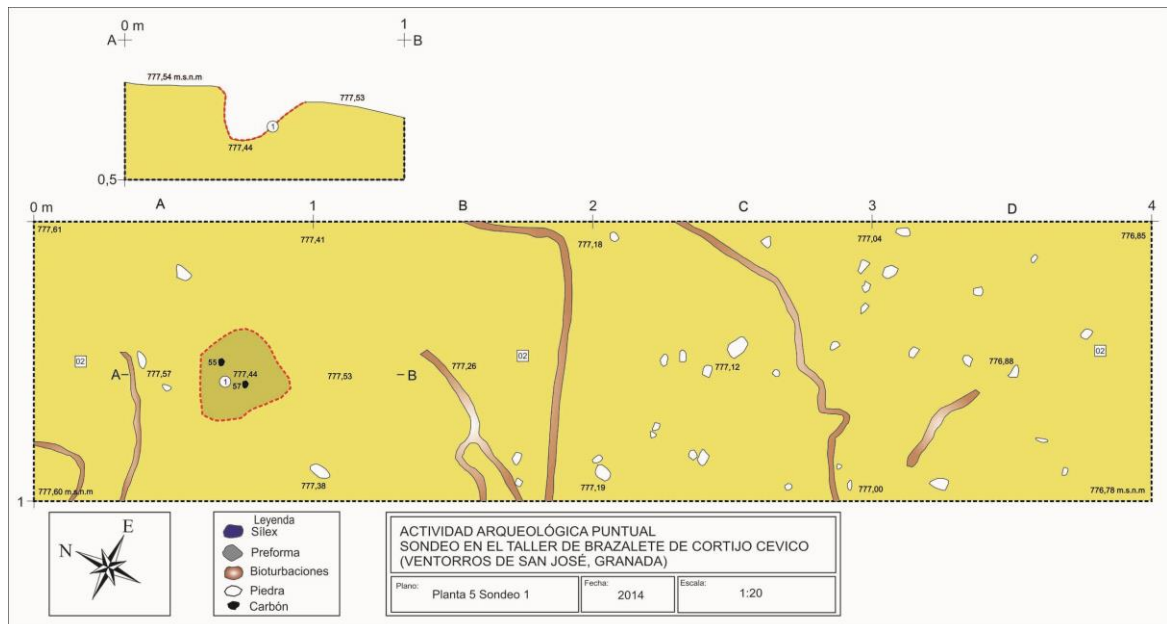 0 m 1
A B
777,54 m.s.n.m 777,53
1
777,44
0,5
0 m A 1 B 2 C 3 D 4
777,61 777,41 777,18 777,04 776,85
02 55 02 02
A 777,57 1 777,44 777,53 B 777,26 777,12 776,88
57
777,60 m.s.n.m 777,38 777,19 777,00 776,78 m.s.n.m
1
N E
Leyenda
Sílex
Preforma
Bioturbaciones
Piedra
Carbón
ACTIVIDAD ARQUEOLÓGICA PUNTUAL
SONDEO EN EL TALLER DE BRAZALETE DE CORTIJO CEVICO
(VENTORROS DE SAN JOSÉ, GRANADA)
Plano: Planta 5 Sondeo 1 Fecha: 2014 Escala: 1:20